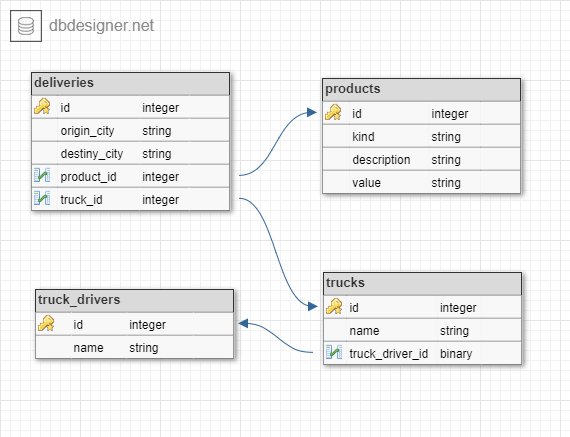 dbdesigner.net
deliveries
id integer
origin_city string
destiny_city string
product_id integer
truck_id integer
products
id integer
kind string
description string
value string
truck_drivers
id integer
name string
trucks
id integer
name string
truck_driver_id binary